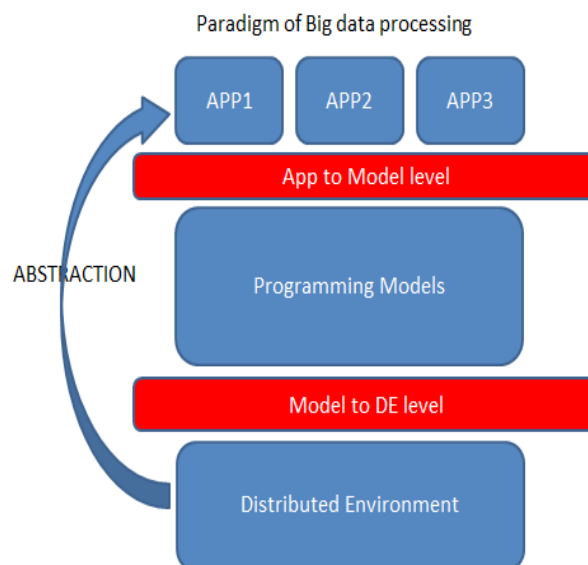 Paradigm of Big data processing
APP1
APP2
APP3
App to Model level
ABSTRACTION
Programming Models
Model to DE level
Distributed Environment